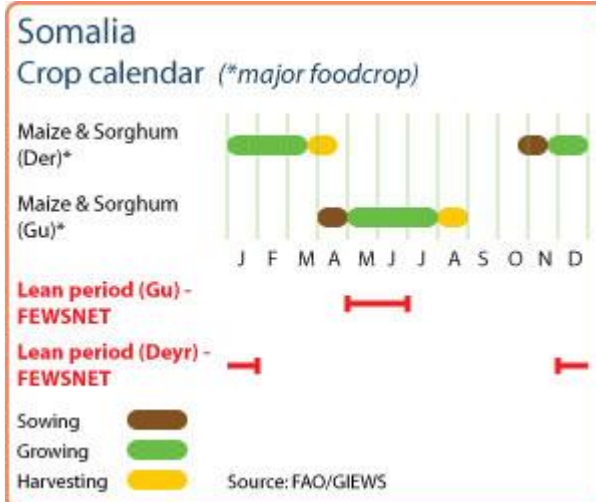 Somalia
Crop calendar (*major foodcrop)
Maize & Sorghum
(Der)*
Maize & Sorghum
(Gu)*
J F M A M J J A S O N D
Lean period (Gu) -
FEWSNET
Lean period (Deyr) -
FEWSNET
Sowing
Growing
Harvesting
Source: FAO/GIEWS